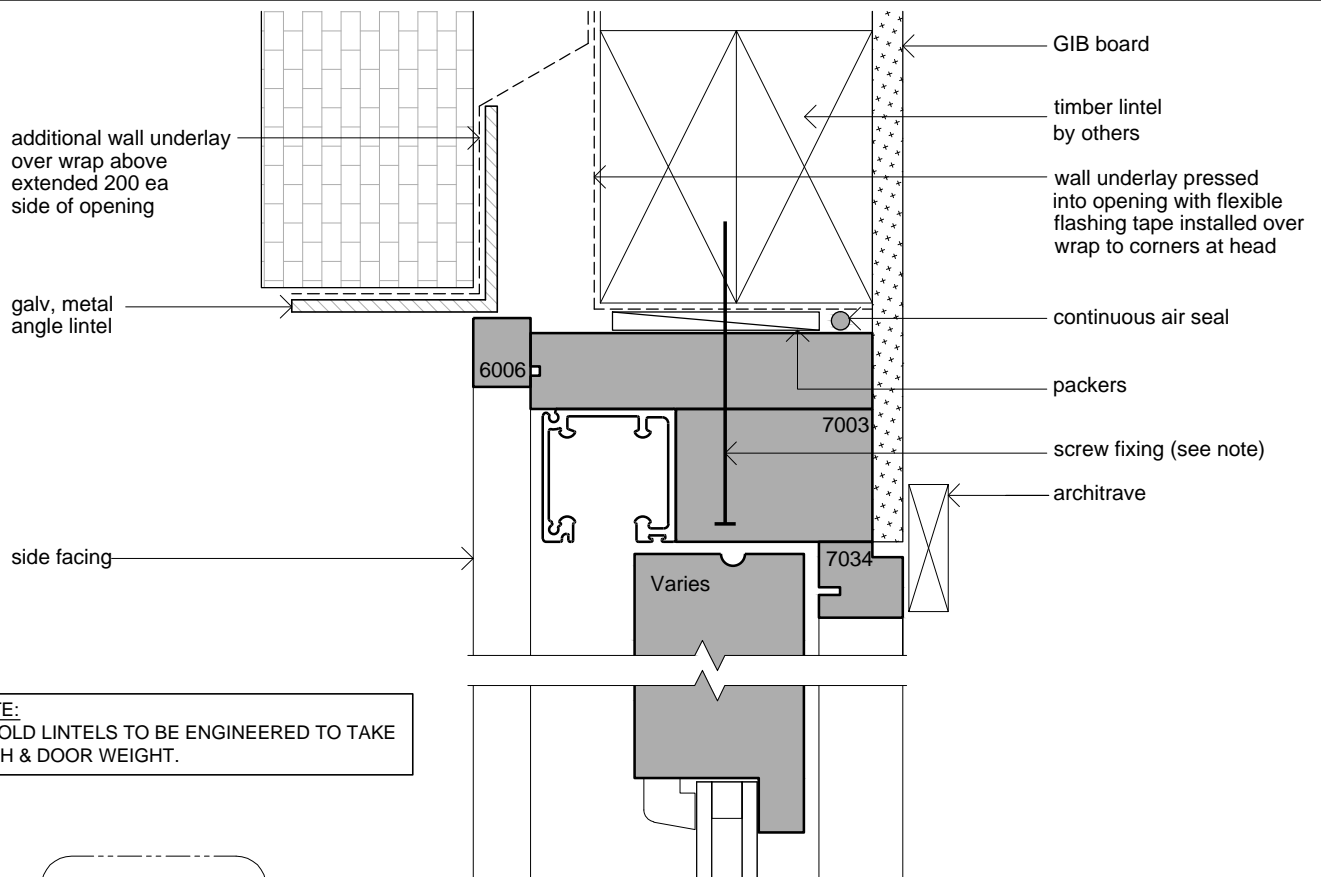 additional wall underlay
over wrap above
extended 200 ea
side of opening
galv, metal
angle lintel
side facing
GIB board
timber lintel
by others
wall underlay pressed
into opening with flexible
flashing tape installed over
wrap to corners at head
continuous air seal
packers
screw fixing (see note)
architrave
6006
7003
7034
Varies
TE:
OLD LINTELS TO BE ENGINEERED TO TAKE
H & DOOR WEIGHT.